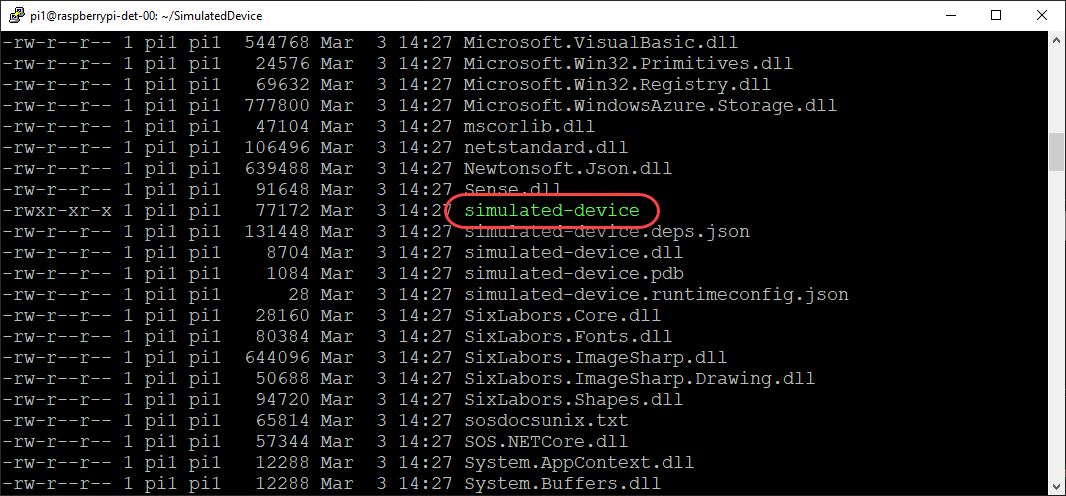 pi1@raspberrypi-det-00: ~/SimulatedDevice
-rw-r--r-- 1 pi1 pi1 544768 Mar 3 14:27 Microsoft.VisualBasic.dll
-rw-r--r-- 1 pi1 pi1 24576 Mar 3 14:27 Microsoft.Win32.Primitives.dll
-rw-r--r-- 1 pi1 pi1 69632 Mar 3 14:27 Microsoft.Win32.Registry.dll
-rw-r--r-- 1 pi1 pi1 777800 Mar 3 14:27 Microsoft.WindowsAzure.Storage.dll
-rw-r--r-- 1 pi1 pi1 47104 Mar 3 14:27 mscorlib.dll
-rw-r--r-- 1 pi1 pi1 106496 Mar 3 14:27 netstandard.dll
-rw-r--r-- 1 pi1 pi1 639488 Mar 3 14:27 Newtonsoft.Json.dll
-rw-r--r-- 1 pi1 pi1 91648 Mar 3 14:27 Sense.dll
-rwxr-xr-x 1 pi1 pi1 77172 Mar 3 14:27 simulated-device
-rw-r--r-- 1 pi1 pi1 131448 Mar 3 14:27 simulated-device.deps.json
-rw-r--r-- 1 pi1 pi1 8704 Mar 3 14:27 simulated-device.dll
-rw-r--r-- 1 pi1 pi1 1084 Mar 3 14:27 simulated-device.pdb
-rw-r--r-- 1 pi1 pi1 28 Mar 3 14:27 simulated-device.runtimeconfig.json
-rw-r--r-- 1 pi1 pi1 28160 Mar 3 14:27 SixLabors.Core.dll
-rw-r--r-- 1 pi1 pi1 80384 Mar 3 14:27 SixLabors.Fonts.dll
-rw-r--r-- 1 pi1 pi1 644096 Mar 3 14:27 SixLabors.ImageSharp.dll
-rw-r--r-- 1 pi1 pi1 50688 Mar 3 14:27 SixLabors.ImageSharp.Drawing.dll
-rw-r--r-- 1 pi1 pi1 94720 Mar 3 14:27 SixLabors.Shapes.dll
-rw-r--r-- 1 pi1 pi1 65814 Mar 3 14:27 sosdocsunix.txt
-rw-r--r-- 1 pi1 pi1 57344 Mar 3 14:27 SOS.NETCore.dll
-rw-r--r-- 1 pi1 pi1 12288 Mar 3 14:27 System.AppContext.dll
-rw-r--r-- 1 pi1 pi1 12288 Mar 3 14:27 System.Buffers.dll